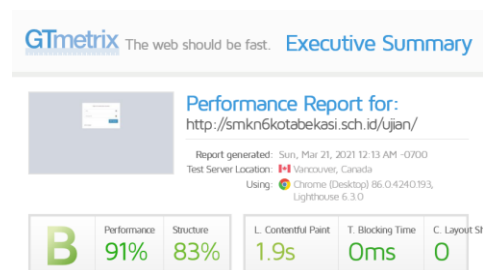 GTmetrix The web should be fast. Executive Summary
Performance Report for:
http://smkn6kotabekasi.sch.id/ujian/
Report generated: Sun, Mar 21, 2021 12:13 AM -0700
Test Server Location: Vancouver, Canada
Using: Chrome (Desktop) 86.0.4240.193,
Lighthouse 6.3.0
B
Performance
91%
Structure
83%
L. Contentful Paint
1.9s
T. Blocking Time
0ms
C. Layout Sh
0